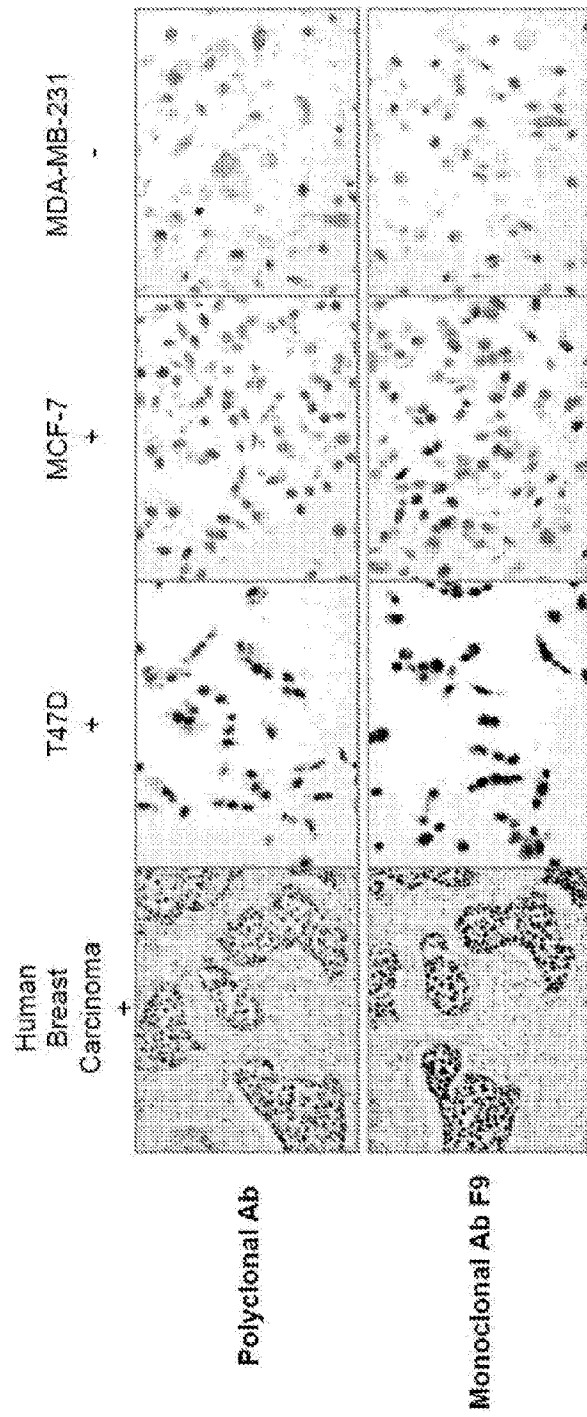 Human
Breast
Carcinoma
+
T47D
+
MCF-7
+
MDA-MB-231
-
Polyclonal Ab
Monoclonal Ab F9